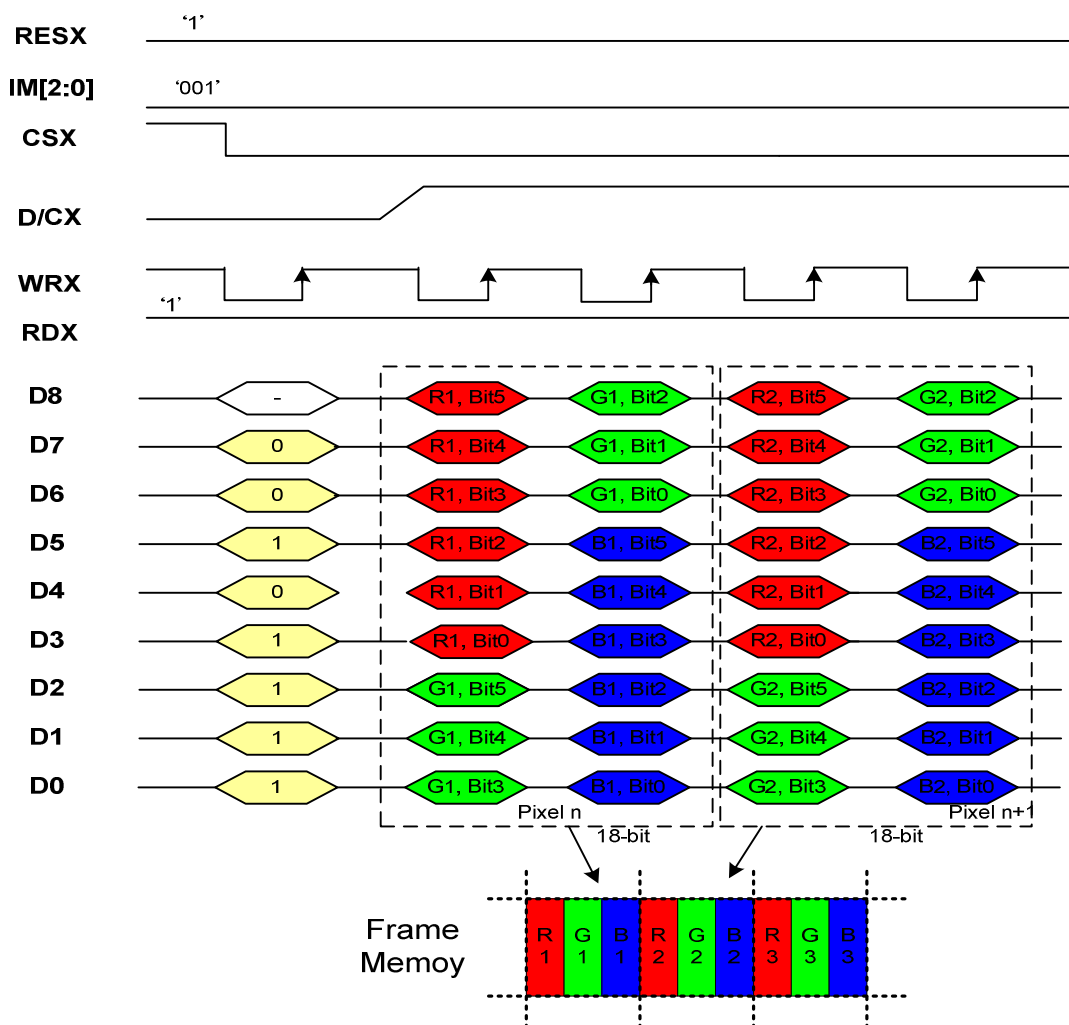 RESX ‘1’
IM[2:0] ‘001’
CSX
D/CX
WRX
‘1’
RDX
D8 - R1, Bit5 G1, Bit2 R2, Bit5 G2, Bit2
D7 0 R1, Bit4 G1, Bit1 R2, Bit4 G2, Bit1
D6 0 R1, Bit3 G1, Bit0 R2, Bit3 G2, Bit0
D5 1 R1, Bit2 B1, Bit5 R2, Bit2 B2, Bit5
D4 0 R1, Bit1 B1, Bit4 R2, Bit1 B2, Bit4
D3 1 R1, Bit0 B1, Bit3 R2, Bit0 B2, Bit3
D2 1 G1, Bit5 B1, Bit2 G2, Bit5 B2, Bit2
D1 1 G1, Bit4 B1, Bit1 G2, Bit4 B2, Bit1
D0 1 G1, Bit3 B1, Bit0 G2, Bit3 B2, Bit0
Pixel n Pixel n+1
18-bit 18-bit
Frame
Memoy
R G B R G B R G B
1 1 1 2 2 2 3 3 3